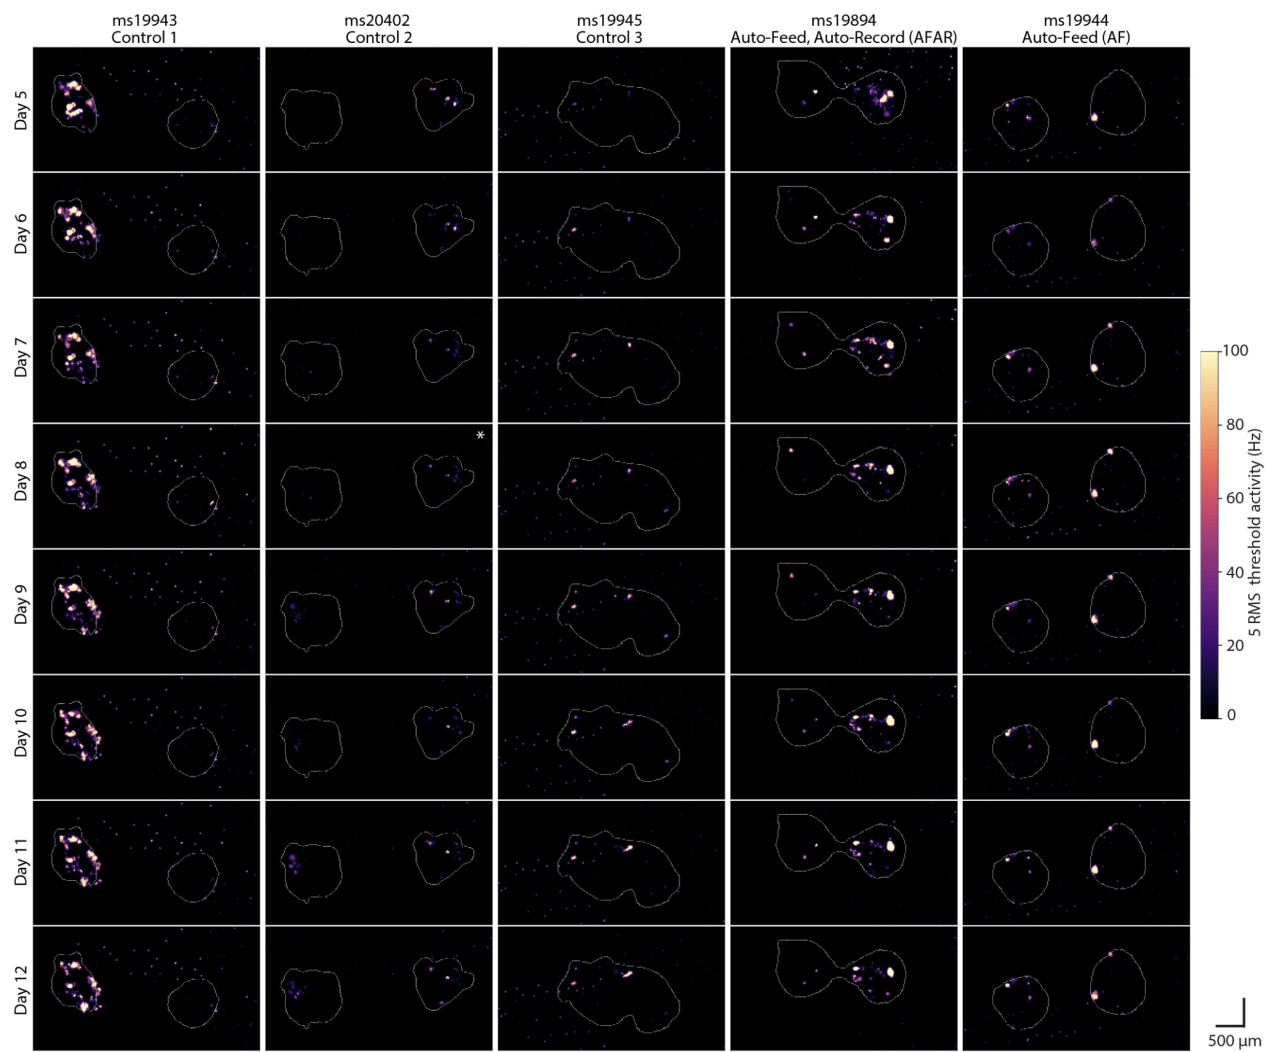 ms19943
Control 1
ms20402
Control 2
ms19945
Control 3
ms19894
Auto-Feed, Auto-Record (AFAR)
ms19944
Auto-Feed (AF)
Day 5
Day 6
Day 7
Day 8
*
Day 9
Day 10
Day 11
Day 12
100
80
60
40
20
0
5 RMS threshold activity (Hz)
500 μm